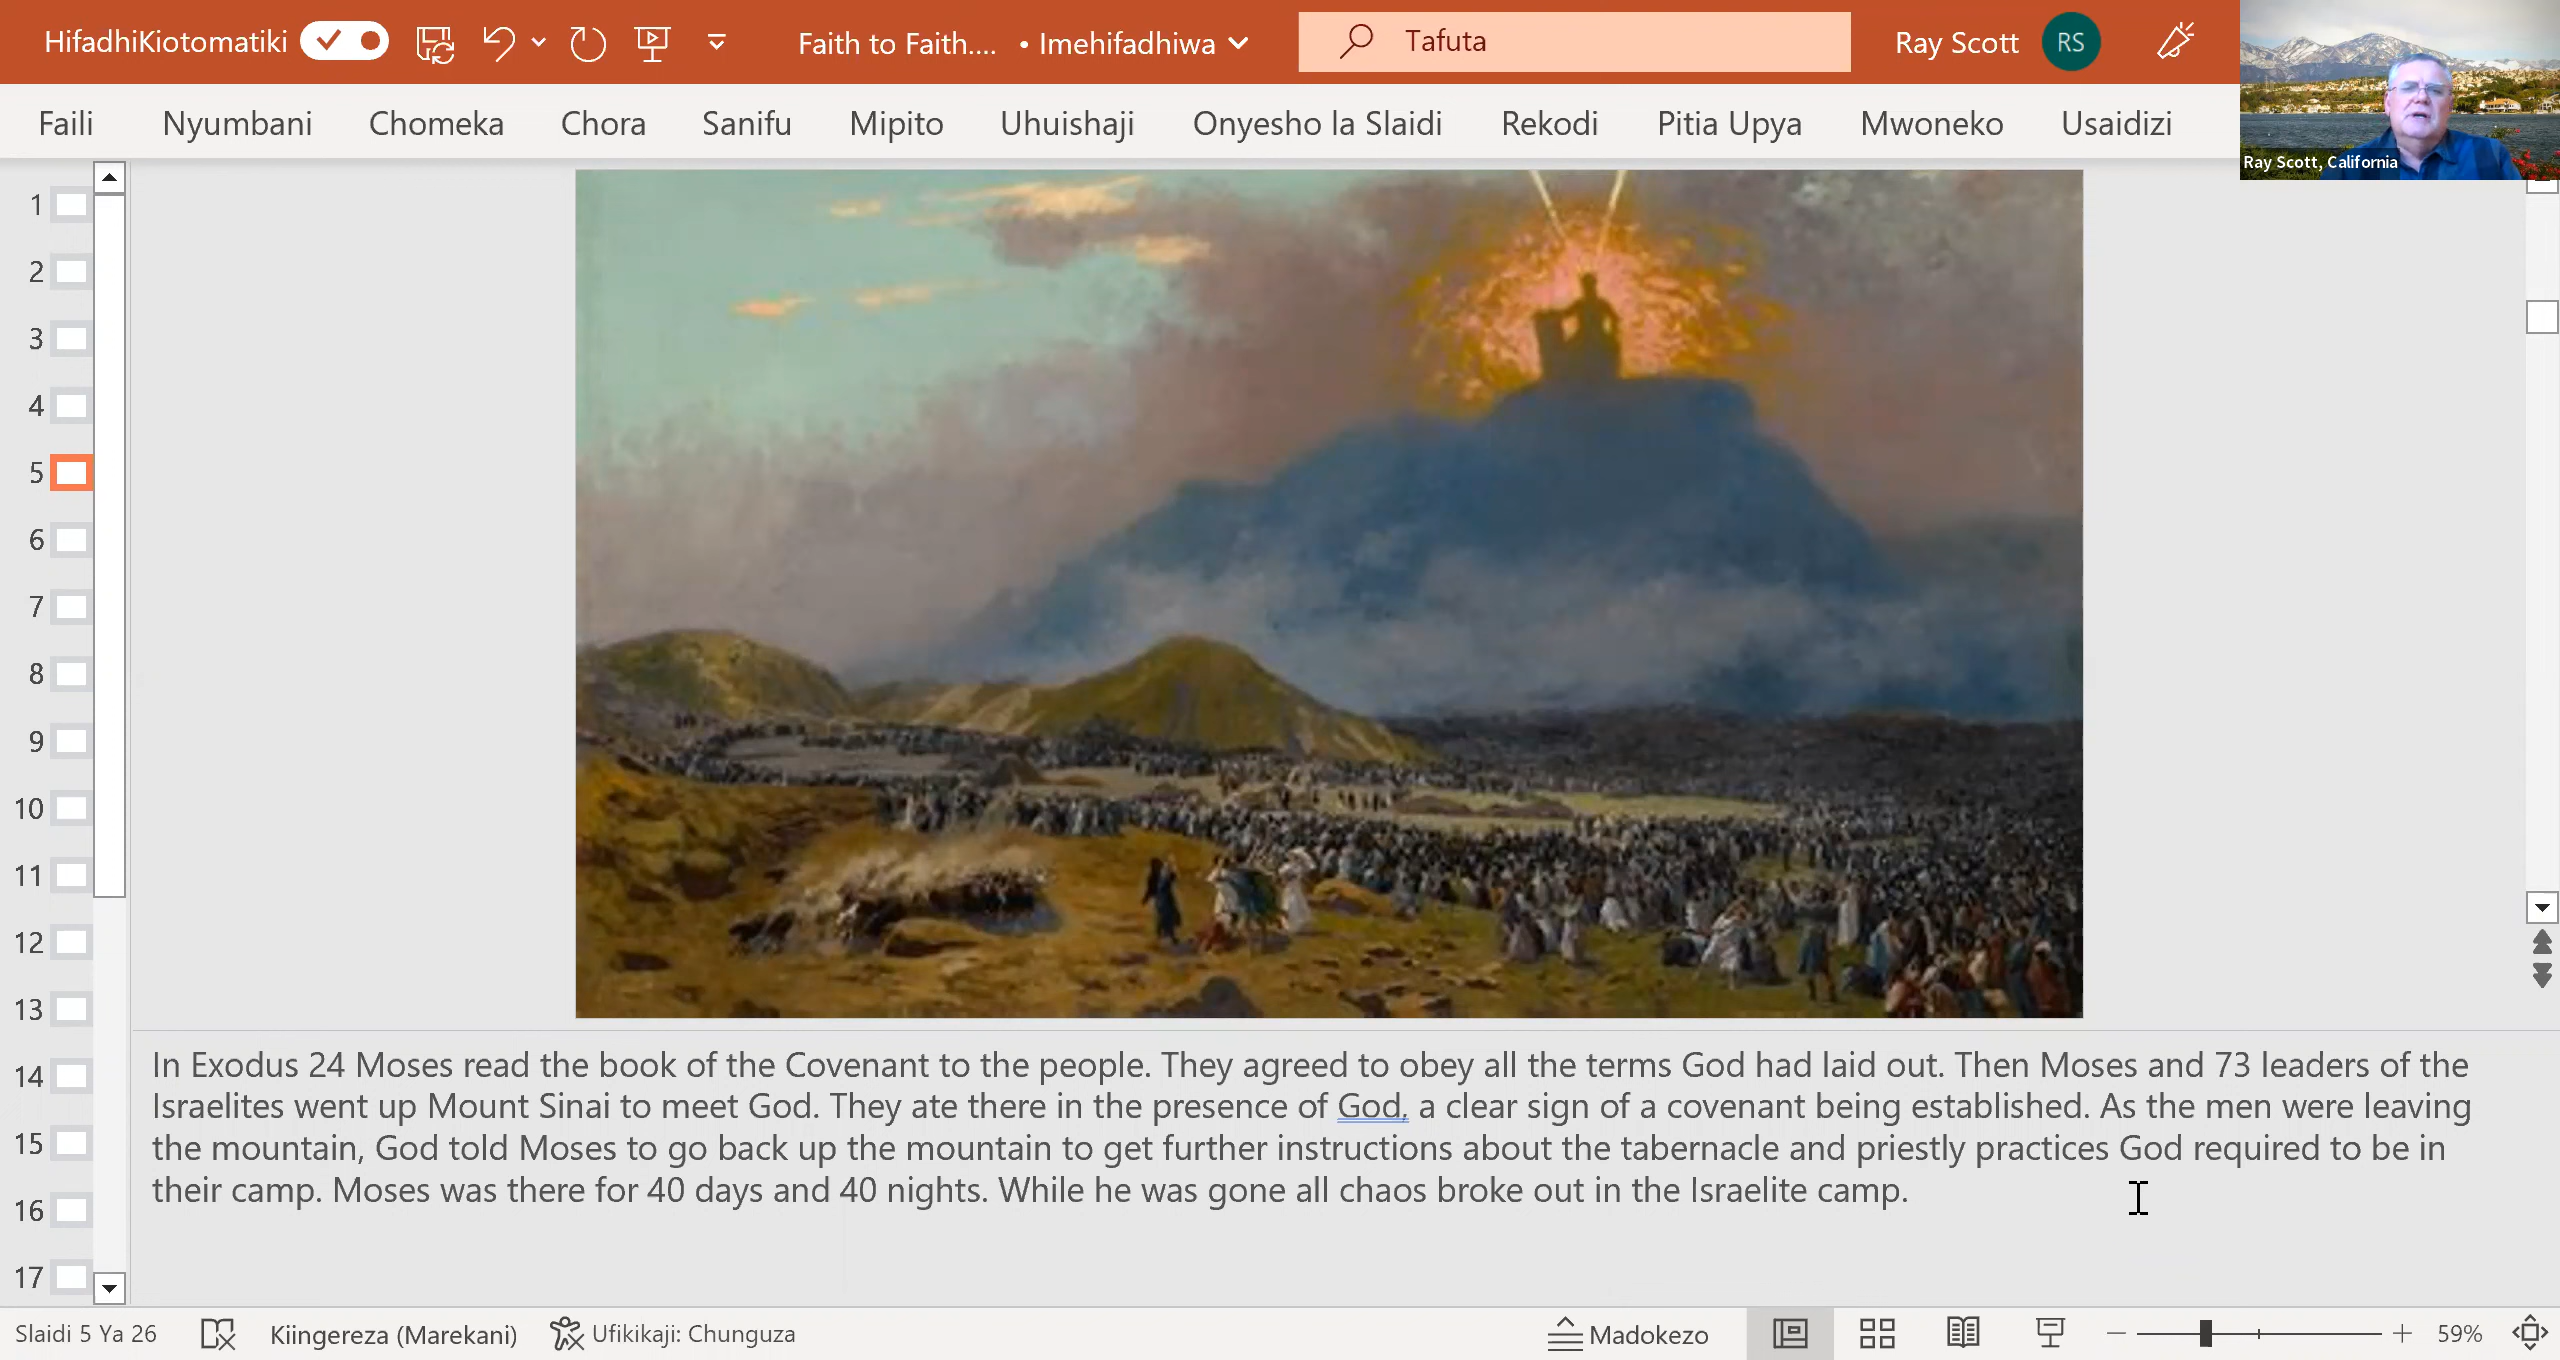 HifadhiKiotomatiki
Faith to Faith.... • Imehifadhiwa
Tafuta
Ray Scott RS
Faili Nyumbani Chomeka Chora Sanifu Mipito Uhuishaji Onyesho la Slaidi Rekodi Pitia Upya Mwoneko Usaidizi
Ray Scott, California
1
2
3
4
5
6
7
8
9
10
11
12
13
14
15
16
17
In Exodus 24 Moses read the book of the Covenant to the people. They agreed to obey all the terms God had laid out. Then Moses and 73 leaders of the
Israelites went up Mount Sinai to meet God. They ate there in the presence of God, a clear sign of a covenant being established. As the men were leaving
the mountain, God told Moses to go back up the mountain to get further instructions about the tabernacle and priestly practices God required to be in
their camp. Moses was there for 40 days and 40 nights. While he was gone all chaos broke out in the Israelite camp.
Slaidi 5 Ya 26 Kiingereza (Marekani) Ufikikaji: Chunguza Madokezo 59%